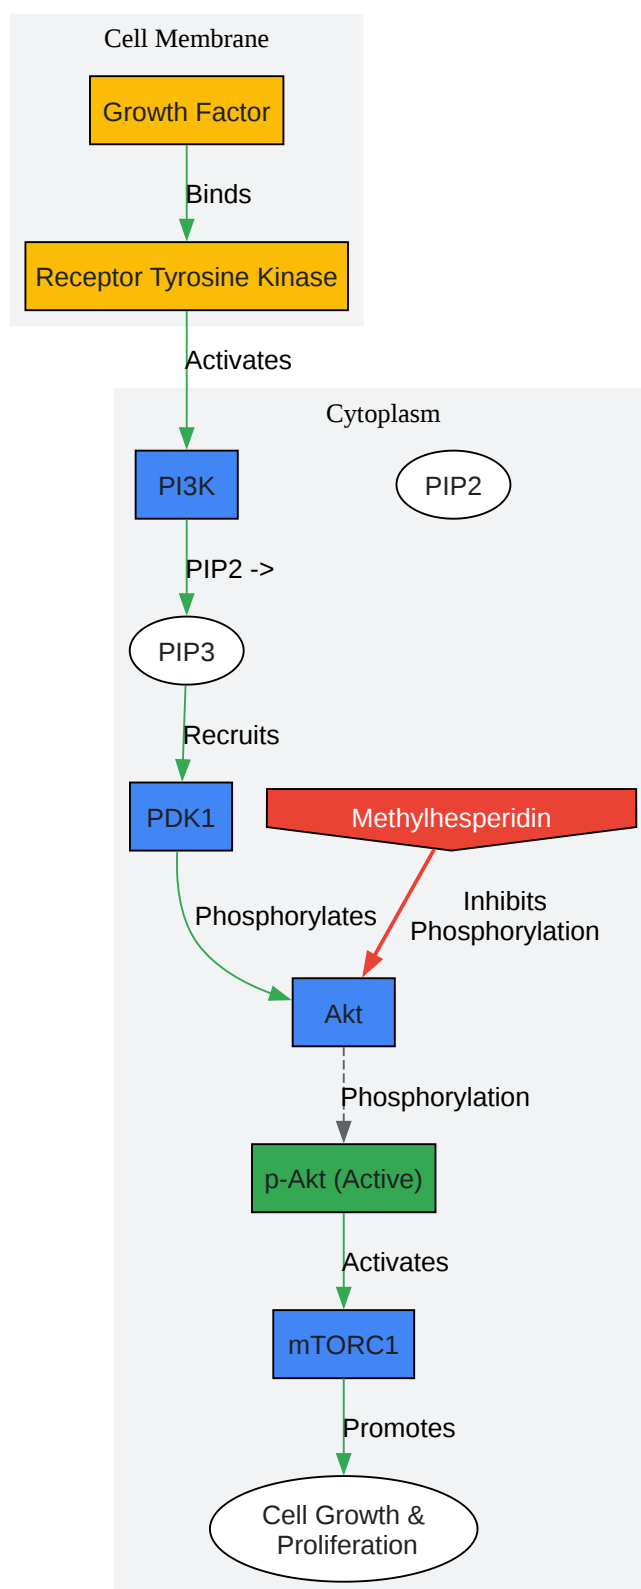 Cell Membrane
Growth Factor
Binds
Receptor Tyrosine Kinase
Activates
Cytoplasm
PI3K
PIP2
PIP2 ->
PIP3
Recruits
PDK1
Methylhesperidin
Phosphorylates
Inhibits
Phosphorylation
Akt
Phosphorylation
p-Akt (Active)
Activates
mTORC1
Promotes
Cell Growth &
Proliferation